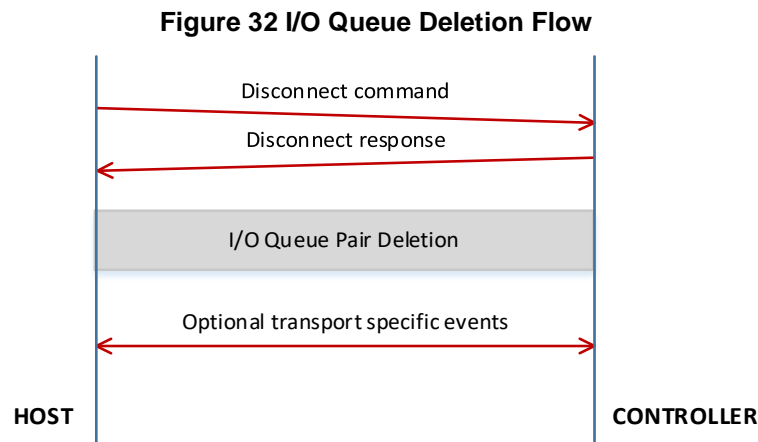 Figure 32 I/O Queue Deletion Flow
Disconnect command
Disconnect response
I/O Queue Pair Deletion
Optional transport specific events
HOST
CONTROLLER